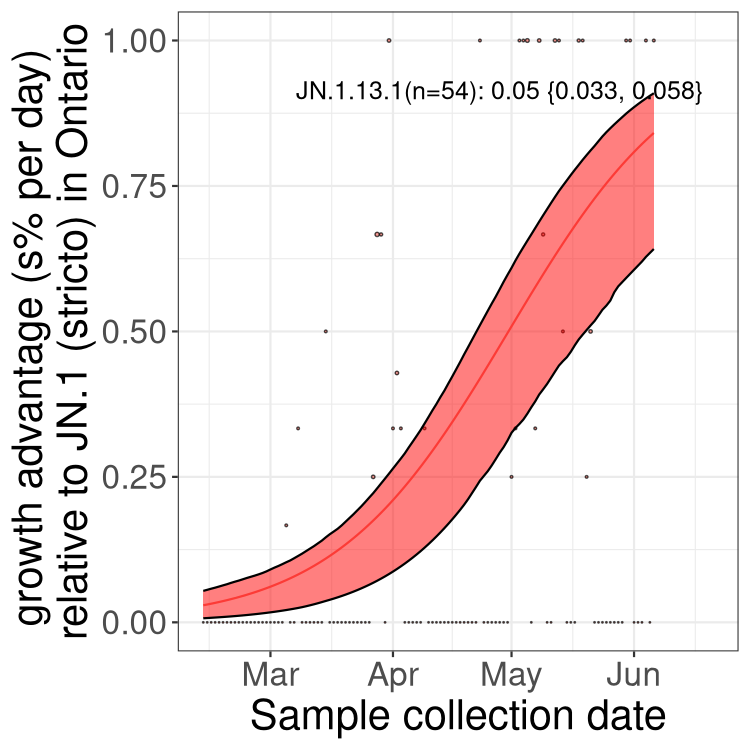 growth advantage (s% per day)
relative to JN.1 (stricto) in Ontario
1.00
0.75
0.50
0.25
0.00
JN.1.13.1(n=54): 0.05 {0.033, 0.058}
Mar Apr May Jun
Sample collection date